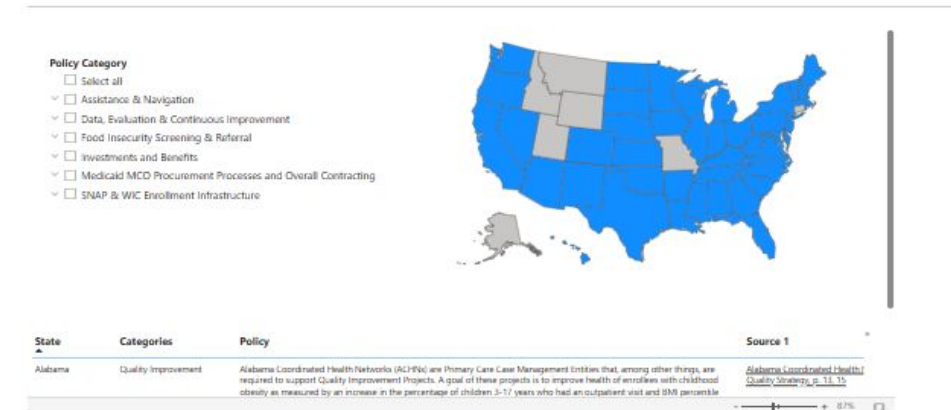 Policy Category
Select all
Assistance & Navigation
Data, Evaluation & Continuous Improvement
Food Insecurity Screening & Referral
Investments and Benefits
Medicaid MCO Procurement Processes and Overall Contracting
SNAP & WIC Enrollment Infrastructure
State Categories Policy Source 1
Alabama Quality Improvement Alabama Coordinated Health Networks (ACHNs) are Primary Care Case Management Entities that, among other things, are Alabama Coordinated Health
required to support Quality Improvement Projects. A goal of these projects is to improve health of enrollees with childhood Quality Strategy, p. 13, 15
obesity as measured by an increase in the percentage of children 3-17 years who had an outpatient visit and BMI percentile
- + 87%